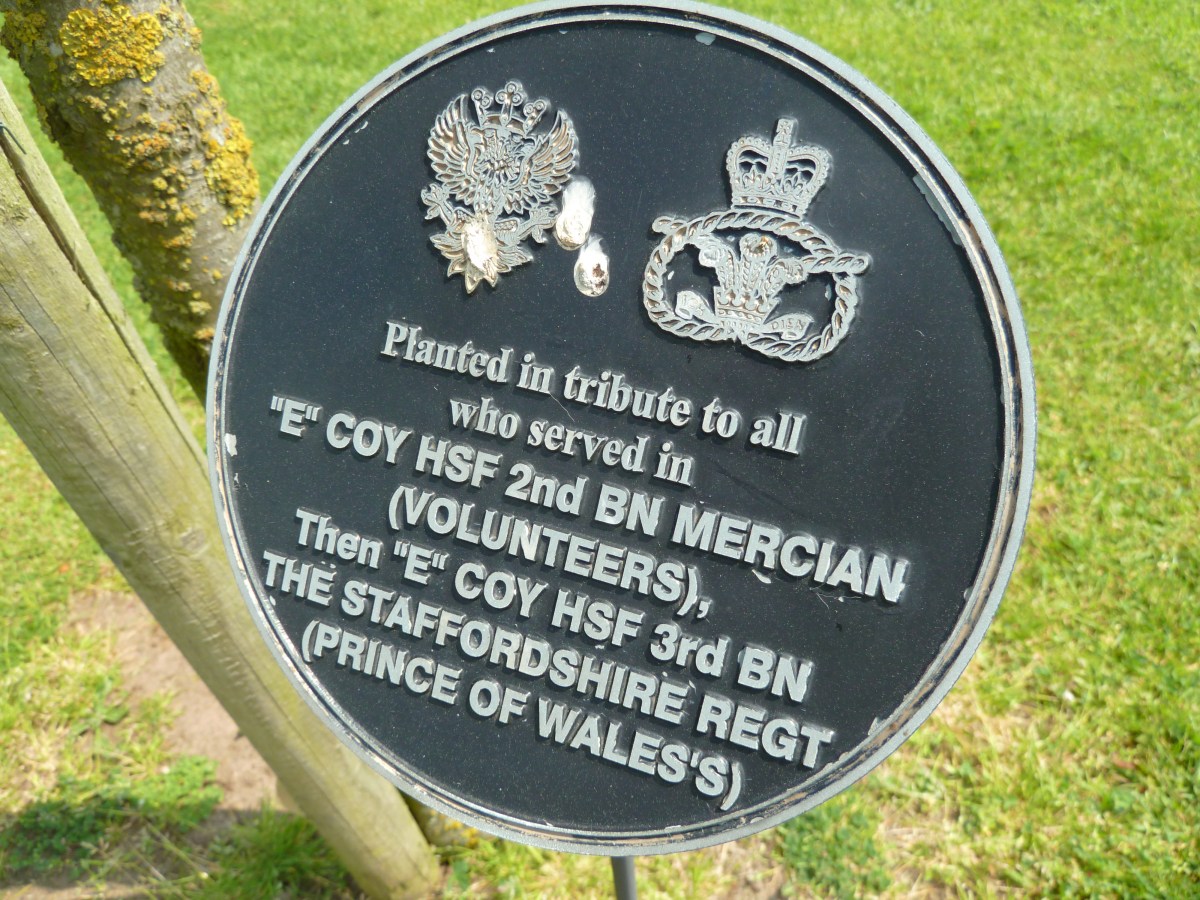 Planted in tribute to all
who served in
"E" COY HSF 2nd BN MERCIAN
(VOLUNTEERS),
Then "E" COY HSF 3rd BN
THE STAFFORDSHIRE REGT
(PRINCE OF WALES'S)